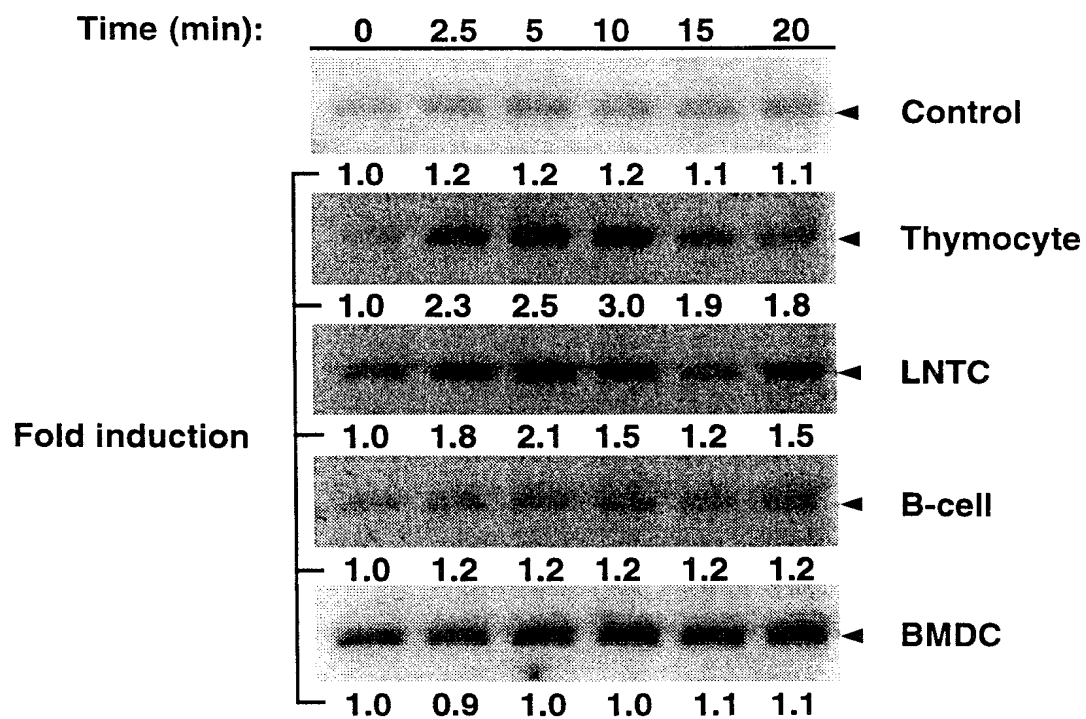 Time (min): 0 2.5 5 10 15 20
Control
1.0 1.2 1.2 1.2 1.1 1.1
Thymocyte
1.0 2.3 2.5 3.0 1.9 1.8
LNTC
Fold induction 1.0 1.8 2.1 1.5 1.2 1.5
B-cell
1.0 1.2 1.2 1.2 1.2 1.2
BMDC
1.0 0.9 1.0 1.0 1.1 1.1